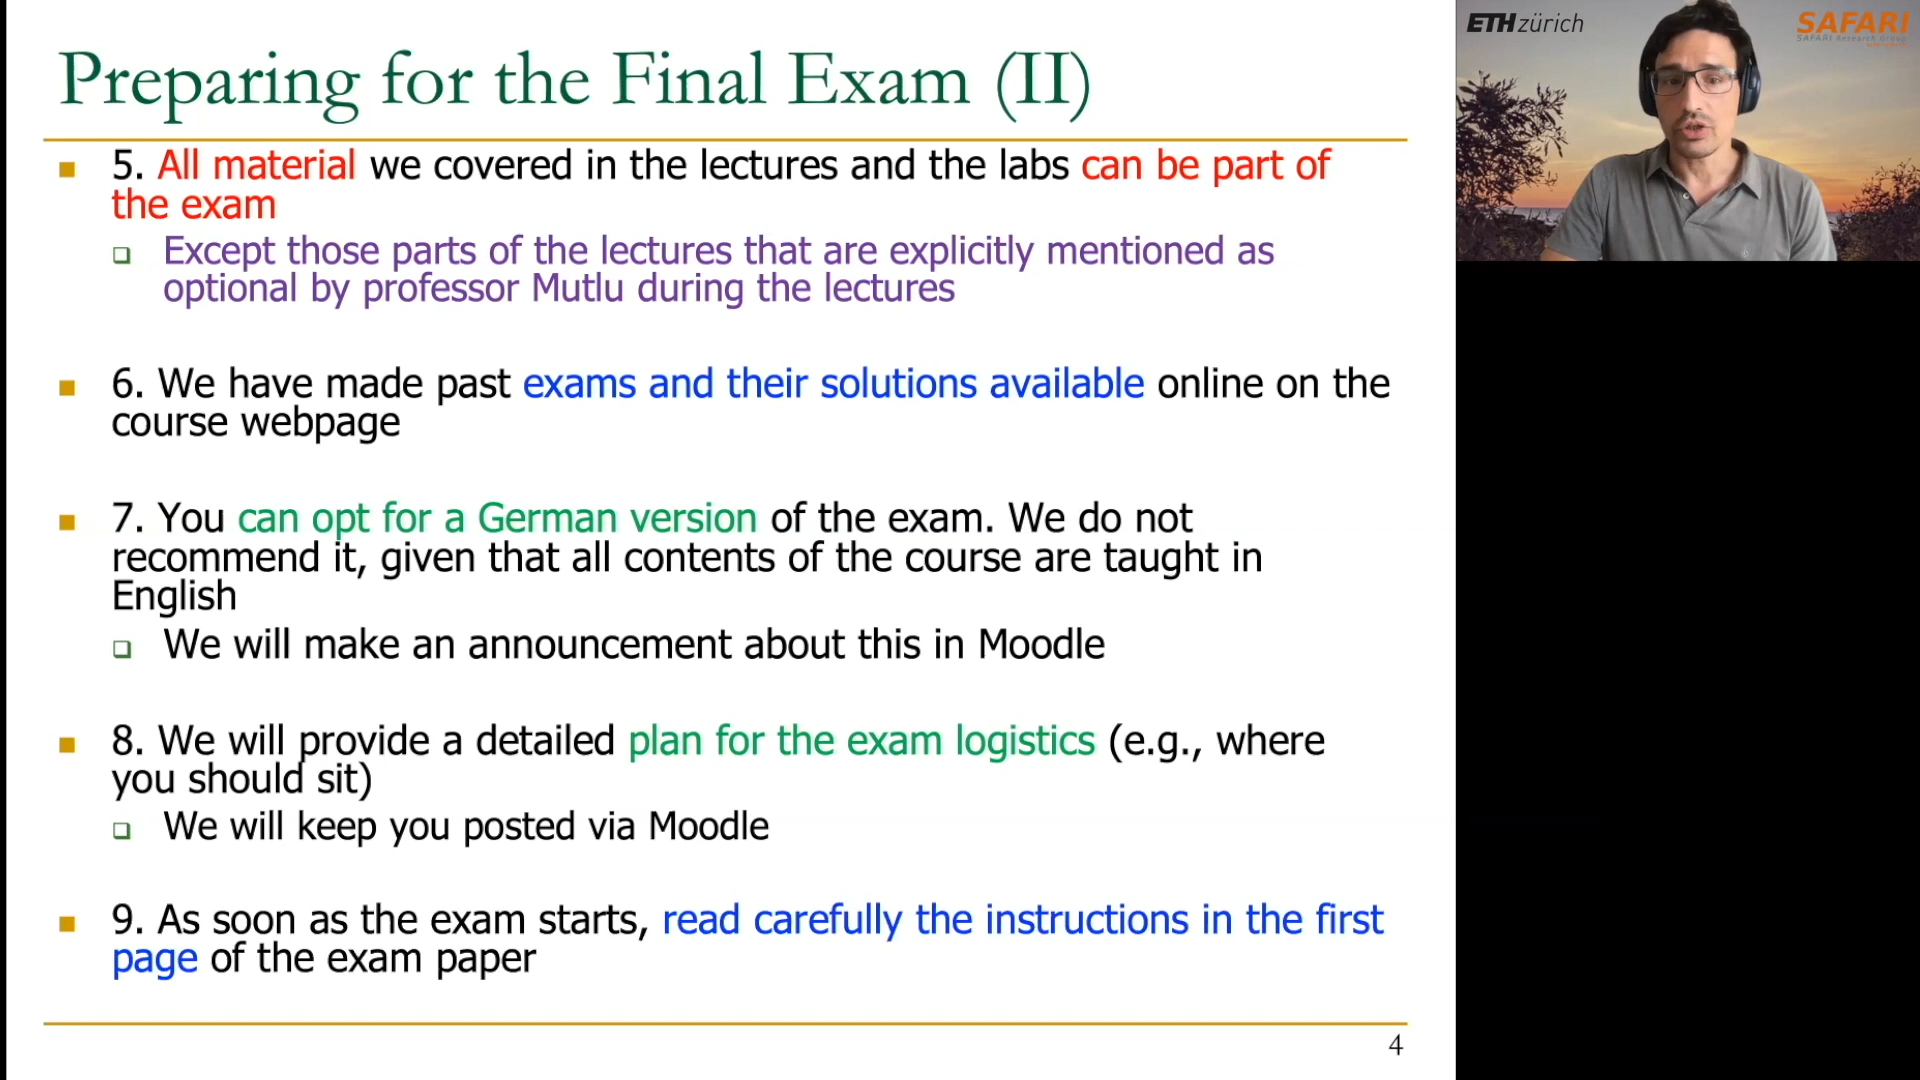 Preparing for the Final Exam (II)
5. All material we covered in the lectures and the labs can be part of
the exam
Except those parts of the lectures that are explicitly mentioned as
optional by professor Mutlu during the lectures
6. We have made past exams and their solutions available online on the
course webpage
7. You can opt for a German version of the exam. We do not
recommend it, given that all contents of the course are taught in
English
We will make an announcement about this in Moodle
8. We will provide a detailed plan for the exam logistics (e.g., where
you should sit)
We will keep you posted via Moodle
9. As soon as the exam starts, read carefully the instructions in the first
page of the exam paper
4
ETH zürich
SAFARI
SAFARI Research Group